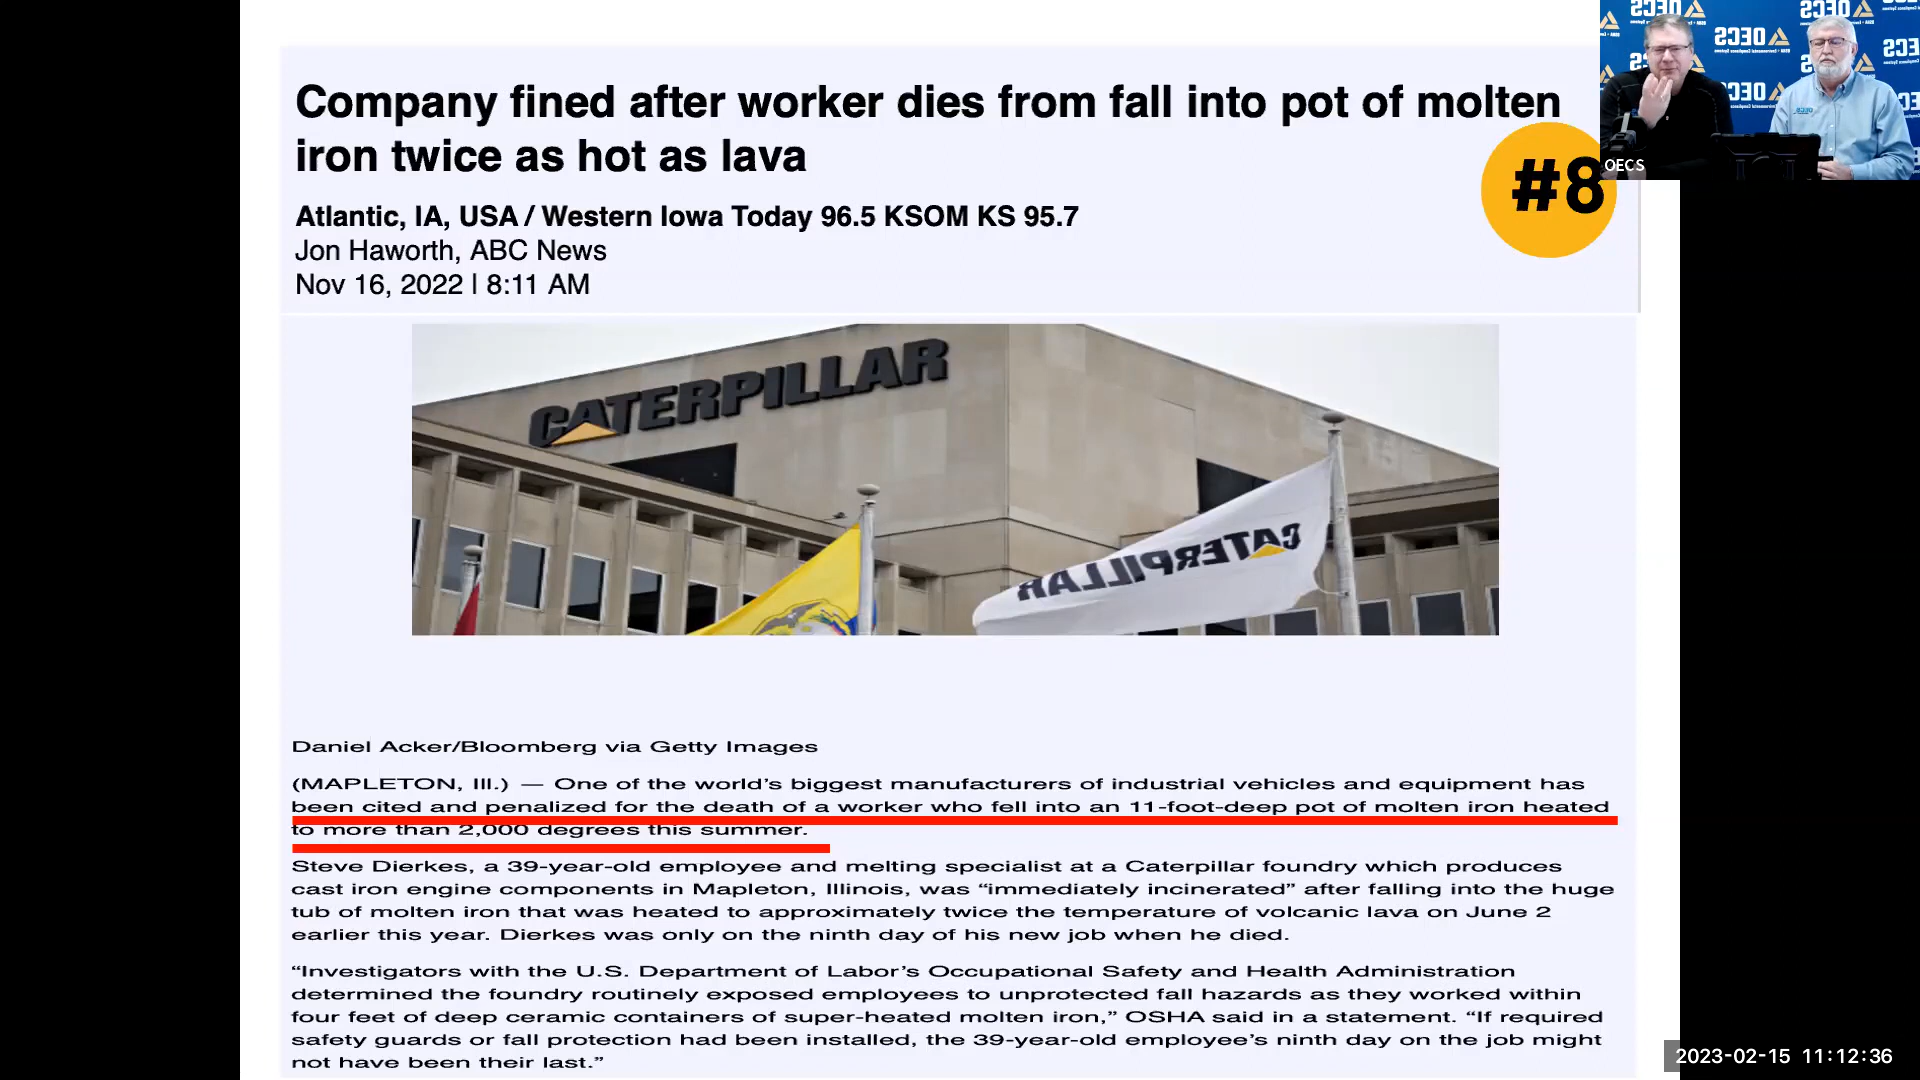 Company fined after worker dies from fall into pot of molten
iron twice as hot as lava
#8
OECS
Atlantic, IA, USA / Western Iowa Today 96.5 KSOM KS 95.7
Jon Haworth, ABC News
Nov 16, 2022 | 8:11 AM
CATERPILLAR
CATERPILLAR
Daniel Acker/Bloomberg via Getty Images
(MAPLETON, Ill.) — One of the world’s biggest manufacturers of industrial vehicles and equipment has
been cited and penalized for the death of a worker who fell into an 11-foot-deep pot of molten iron heated
to more than 2,000 degrees this summer.
Steve Dierkes, a 39-year-old employee and melting specialist at a Caterpillar foundry which produces
cast iron engine components in Mapleton, Illinois, was “immediately incinerated” after falling into the huge
tub of molten iron that was heated to approximately twice the temperature of volcanic lava on June 2
earlier this year. Dierkes was only on the ninth day of his new job when he died.
“Investigators with the U.S. Department of Labor’s Occupational Safety and Health Administration
determined the foundry routinely exposed employees to unprotected fall hazards as they worked within
four feet of deep ceramic containers of super-heated molten iron,” OSHA said in a statement. “If required
safety guards or fall protection had been installed, the 39-year-old employee’s ninth day on the job might
not have been their last.”
2023-02-15 11:12:36